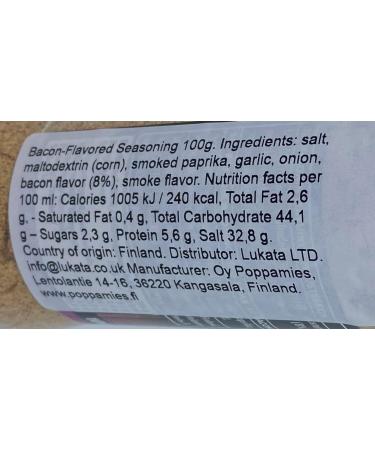 Bacon-Flavored Seasoning 100g. Ingredients: salt,
maltodextrin (corn), smoked paprika, garlic, onion,
bacon flavor (8%), smoke flavor. Nutrition facts per
100 ml: Calories 1005 kJ / 240 kcal, Total Fat 2,6
g, - Saturated Fat 0,4 g, Total Carbohydrate 44,1
g – Sugars 2,3 g, Protein 5,6 g, Salt 32,8 g.
Country of origin: Finland. Distributor: Lukata LTD.
info@lukata.co.uk Manufacturer: Oy Poppamies,
Lentolantie 14-16, 36220 Kangasala, Finland.
www.poppamies.fi